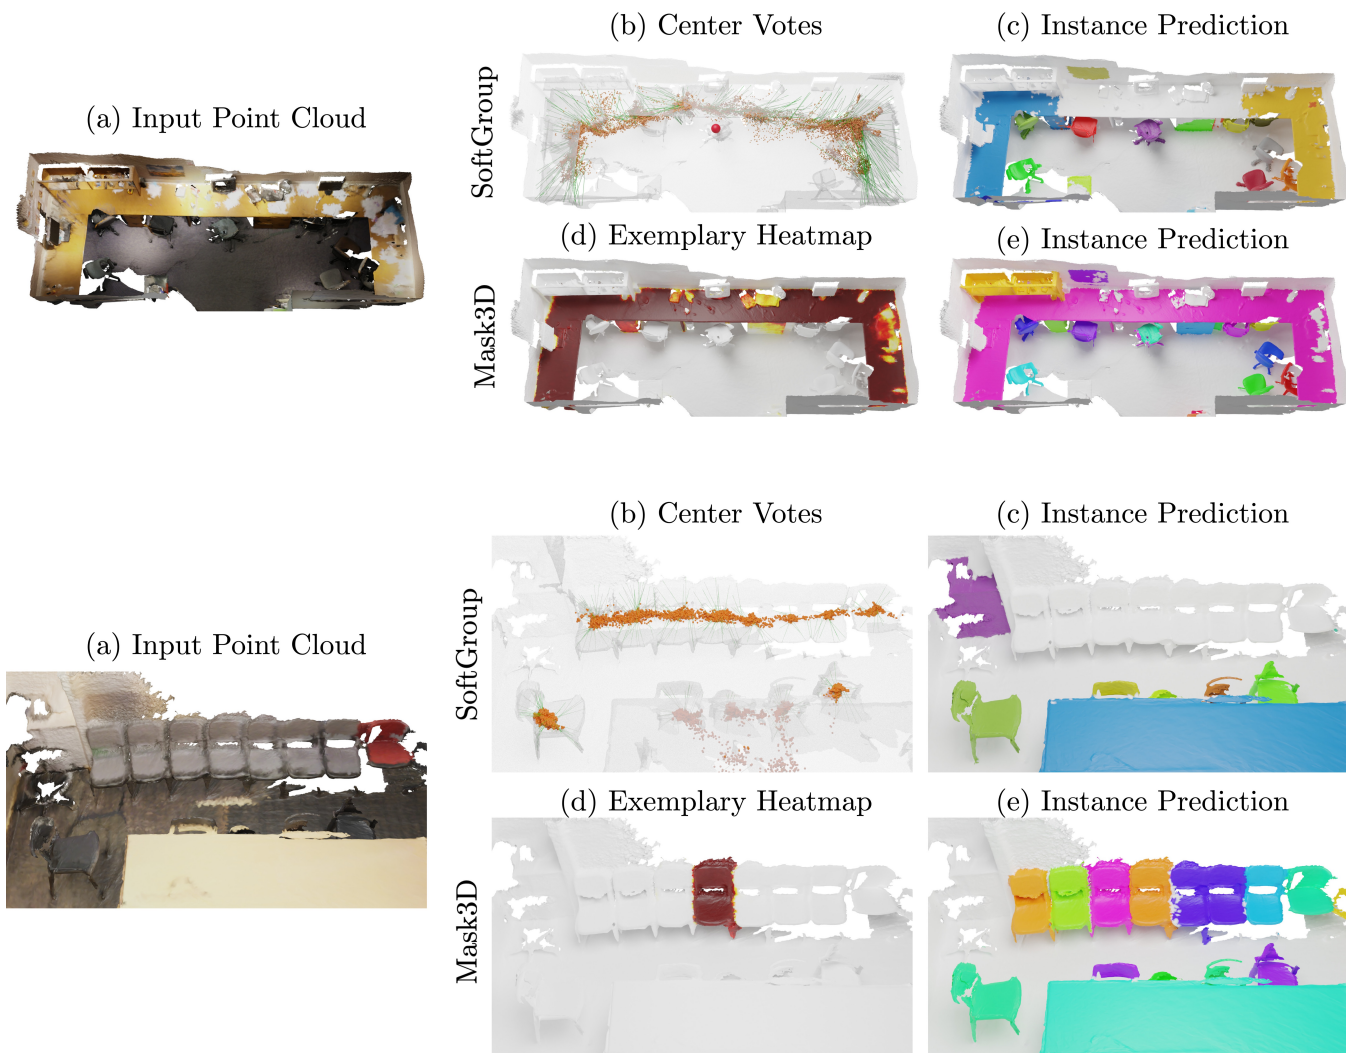 (b) Center Votes
(c) Instance Prediction
(a) Input Point Cloud
SoftGroup
(d) Exemplary Heatmap
(e) Instance Prediction
Mask3D
(b) Center Votes
(c) Instance Prediction
(a) Input Point Cloud
SoftGroup
(d) Exemplary Heatmap
(e) Instance Prediction
Mask3D